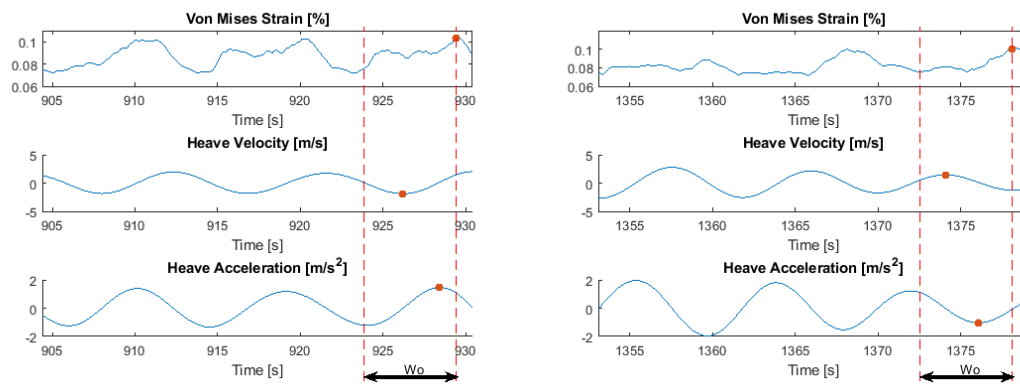 Von Mises Strain [%]
0.1
0.08
0.06
905 910 915 920 925 930
Time [s]
Heave Velocity [m/s]
5
0
-5
905 910 915 920 925 930
Time [s]
Heave Acceleration [m/s²]
2
0
-2
905 910 915 920 925 930
Time [s]
Wo
Von Mises Strain [%]
0.1
0.08
0.06
1355 1360 1365 1370 1375
Time [s]
Heave Velocity [m/s]
5
0
-5
1355 1360 1365 1370 1375
Time [s]
Heave Acceleration [m/s²]
2
0
-2
1355 1360 1365 1370 1375
Time [s]
Wo